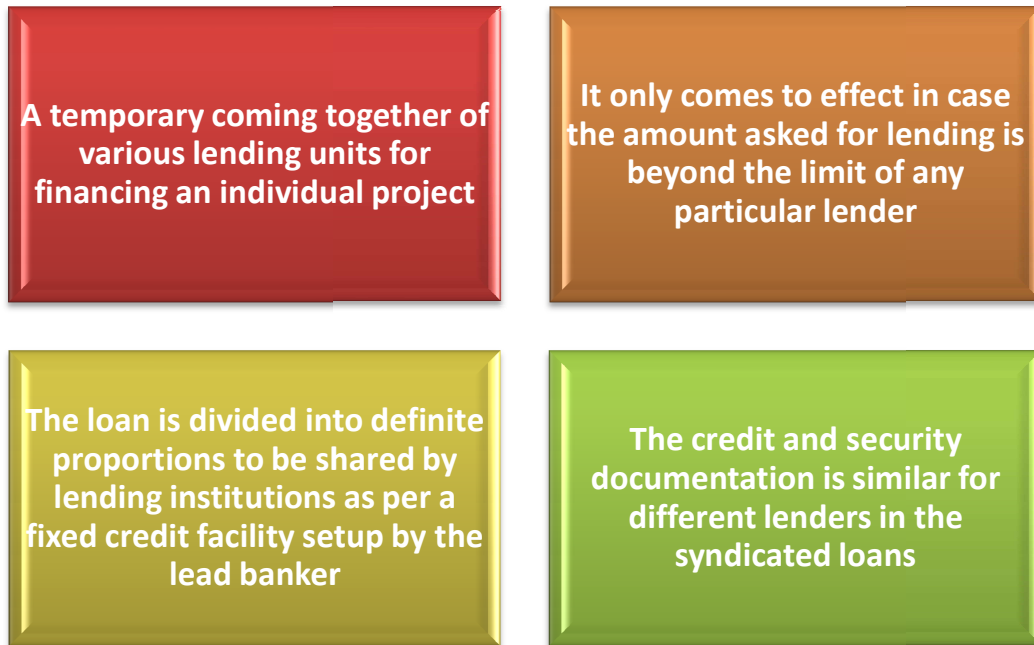 A temporary coming together of
various lending units for
financing an individual project
It only comes to effect in case
the amount asked for lending is
beyond the limit of any
particular lender
The loan is divided into definite
proportions to be shared by
lending institutions as per a
fixed credit facility setup by the
lead banker
The credit and security
documentation is similar for
different lenders in the
syndicated loans